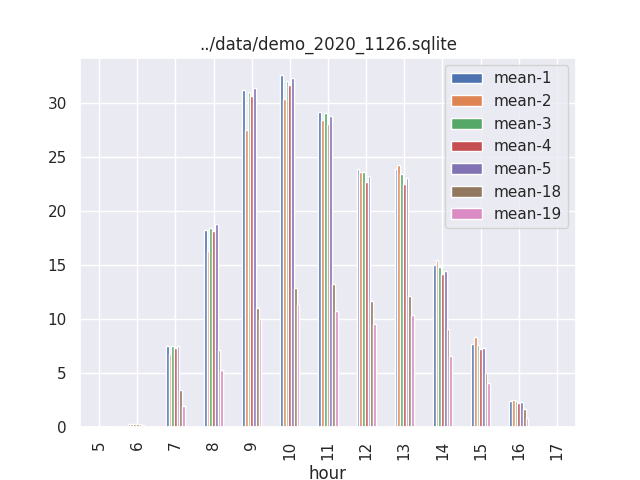 ../data/demo_2020_1126.sqlite
mean-1
mean-2
mean-3
mean-4
mean-5
mean-18
mean-19
30
25
20
15
10
5
0
5 6 7 8 9 10 11 12 13 14 15 16 17
hour